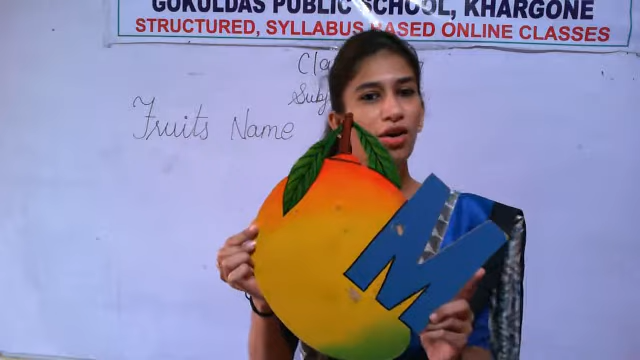 GOKULDAS PUBLIC SCHOOL, KHARGONE
STRUCTURED, SYLLABUS BASED ONLINE CLASSES
Fruits Name
M